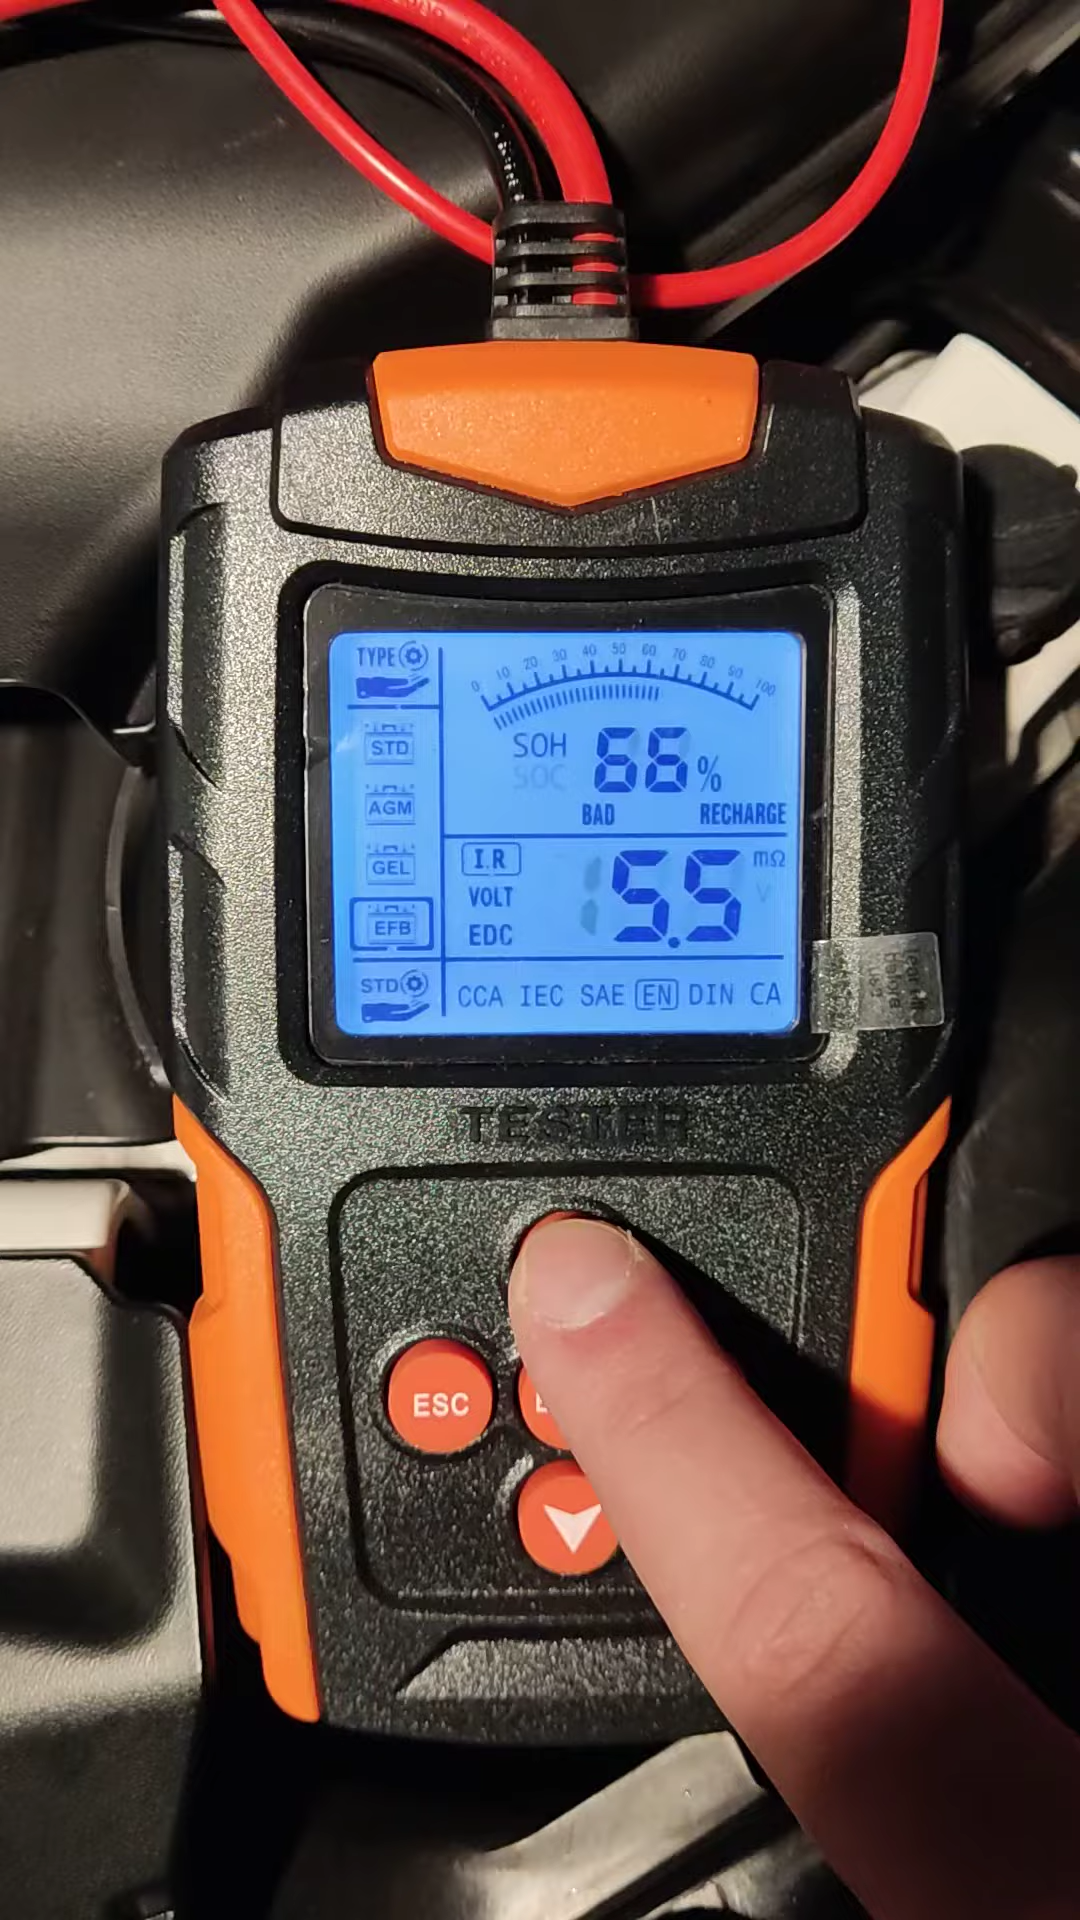 TYPE
0 10 20 30 40 50 60 70 80 90 100
STD
SOH 66%
SOC
BAD RECHARGE
AGM
GEL
I.R 5.5 mΩ
VOLT V
EFB
EDC
STD
CCA IEC SAE EN DIN CA
TESTER
ESC